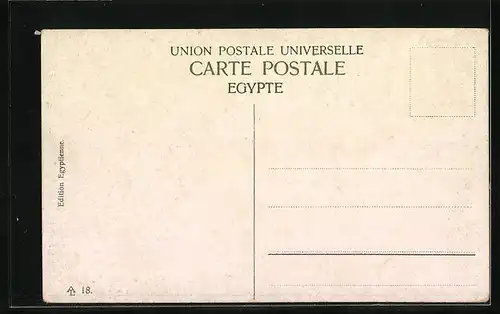 UNION POSTALE UNIVERSELLE
CARTE POSTALE
EGYPTE
Edition Egyptienne.
18.